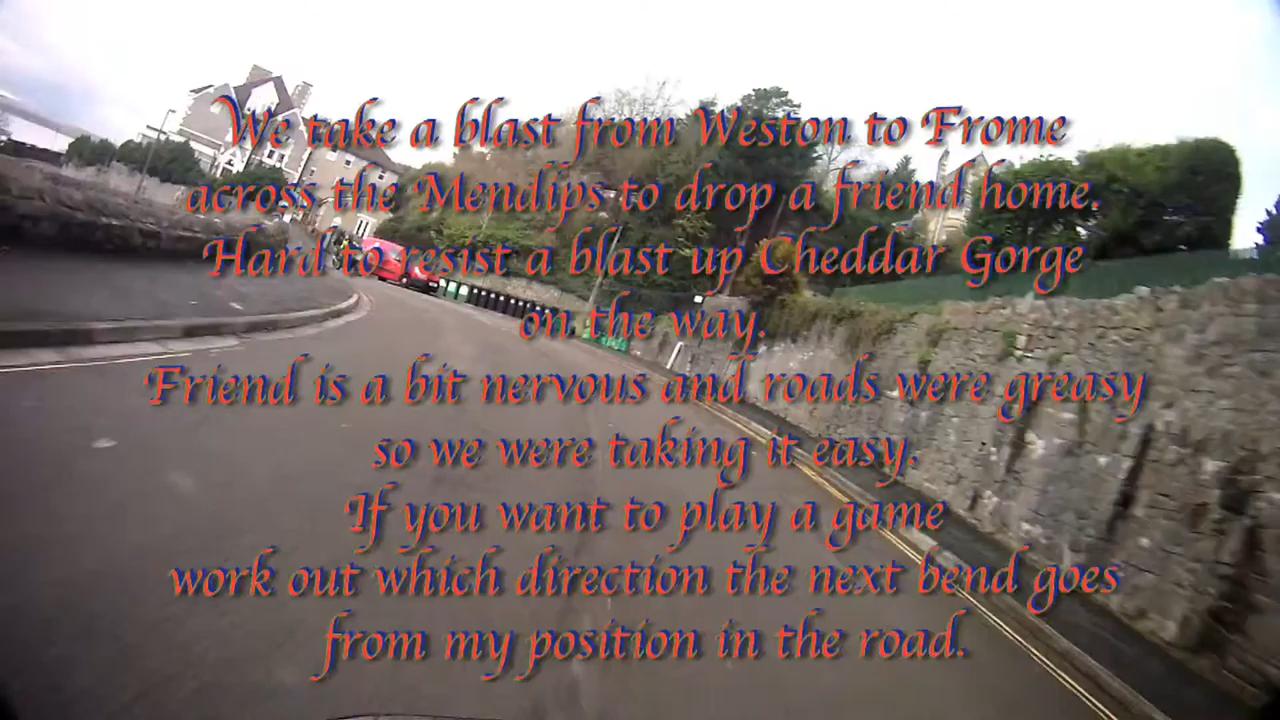 We take a blast from Weston to Frome
across the Mendips to drop a friend home.
Hard to resist a blast up Cheddar Gorge
on the way.
Friend is a bit nervous and roads were greasy
so we were taking it easy.
If you want to play a game
work out which direction the next bend goes
from my position in the road.